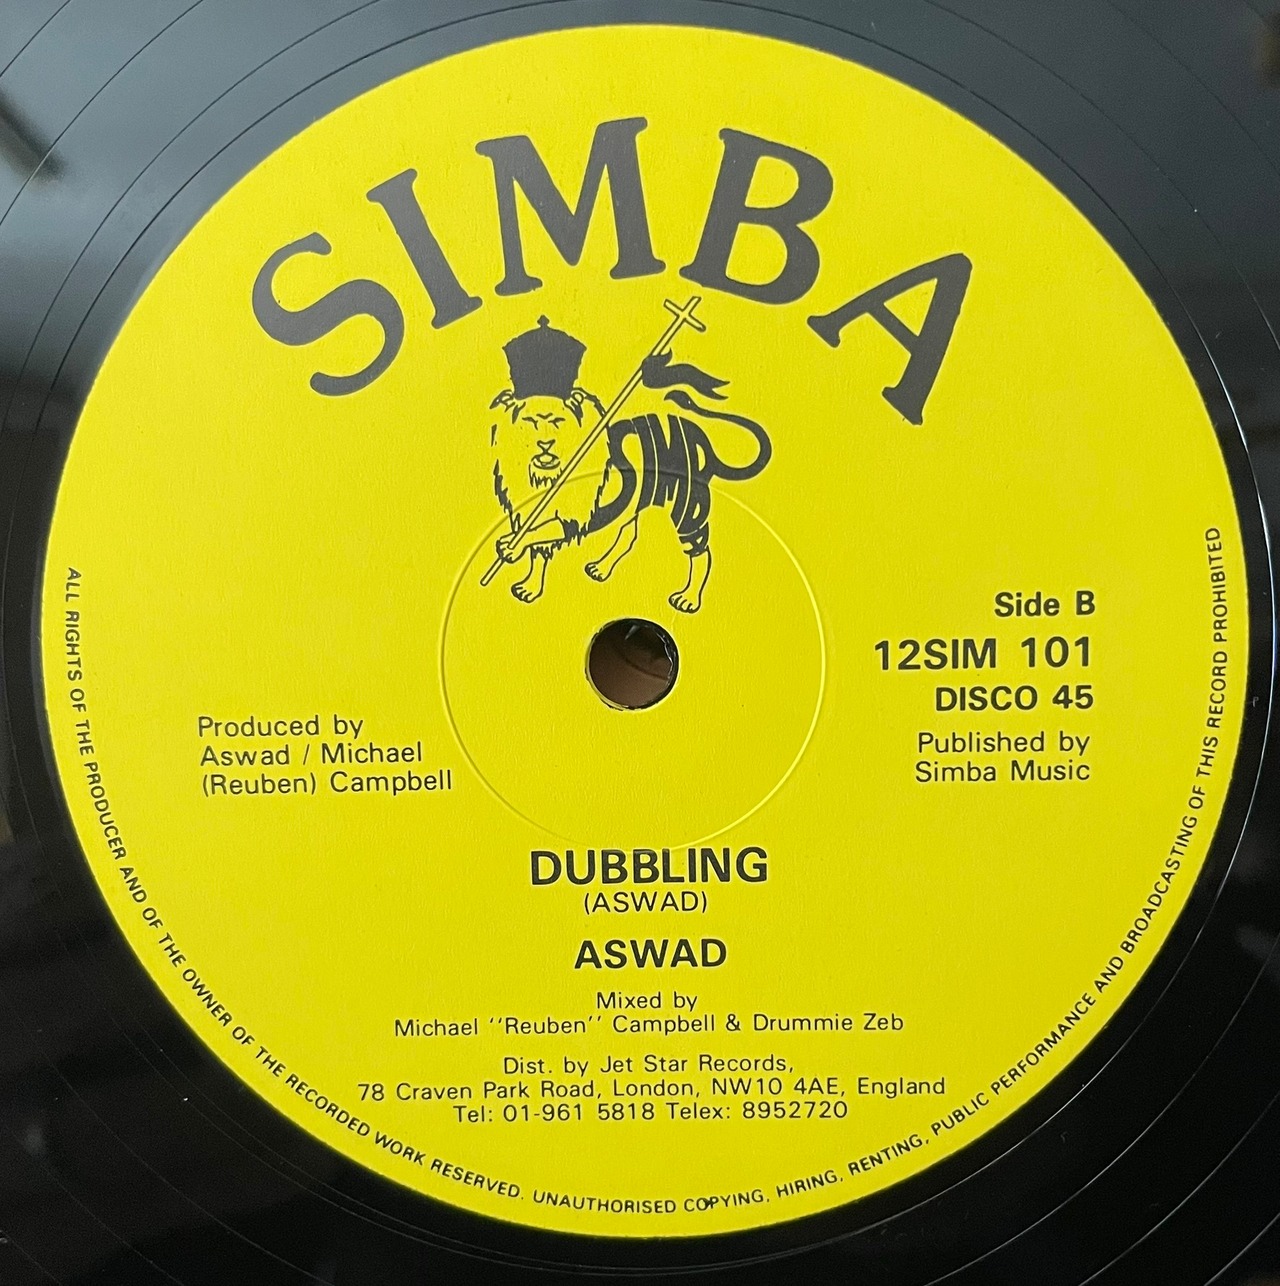 SIMBA
SIMBA
Side B
12SIM 101
DISCO 45
Published by
Simba Music
Produced by
Aswad / Michael
(Reuben) Campbell
DUBBLING
(ASWAD)
ASWAD
Mixed by
Michael ''Reuben'' Campbell & Drummie Zeb
Dist. by Jet Star Records,
78 Craven Park Road, London, NW10 4AE, England
Tel: 01-961 5818 Telex: 8952720
ALL RIGHTS OF THE PRODUCER AND OF THE OWNER OF THE RECORDED WORK RESERVED. UNAUTHORISED COPYING, HIRING, RENTING, PUBLIC PERFORMANCE AND BROADCASTING OF THIS RECORD PROHIBITED